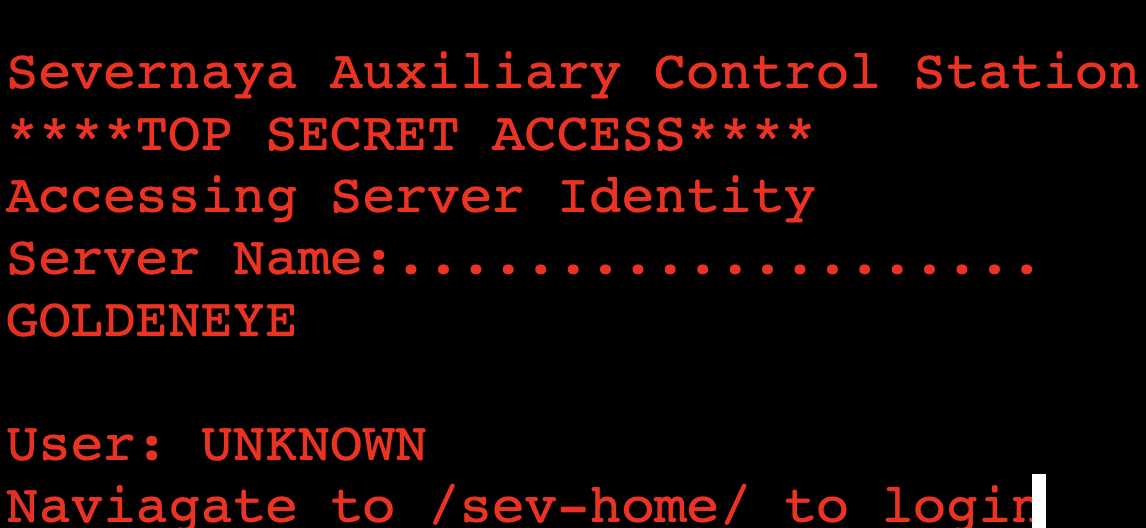 Severnaya Auxiliary Control Station
****TOP SECRET ACCESS****
Accessing Server Identity
Server Name:....................
GOLDENEYE
User: UNKNOWN
Naviagate to /sev-home/ to login